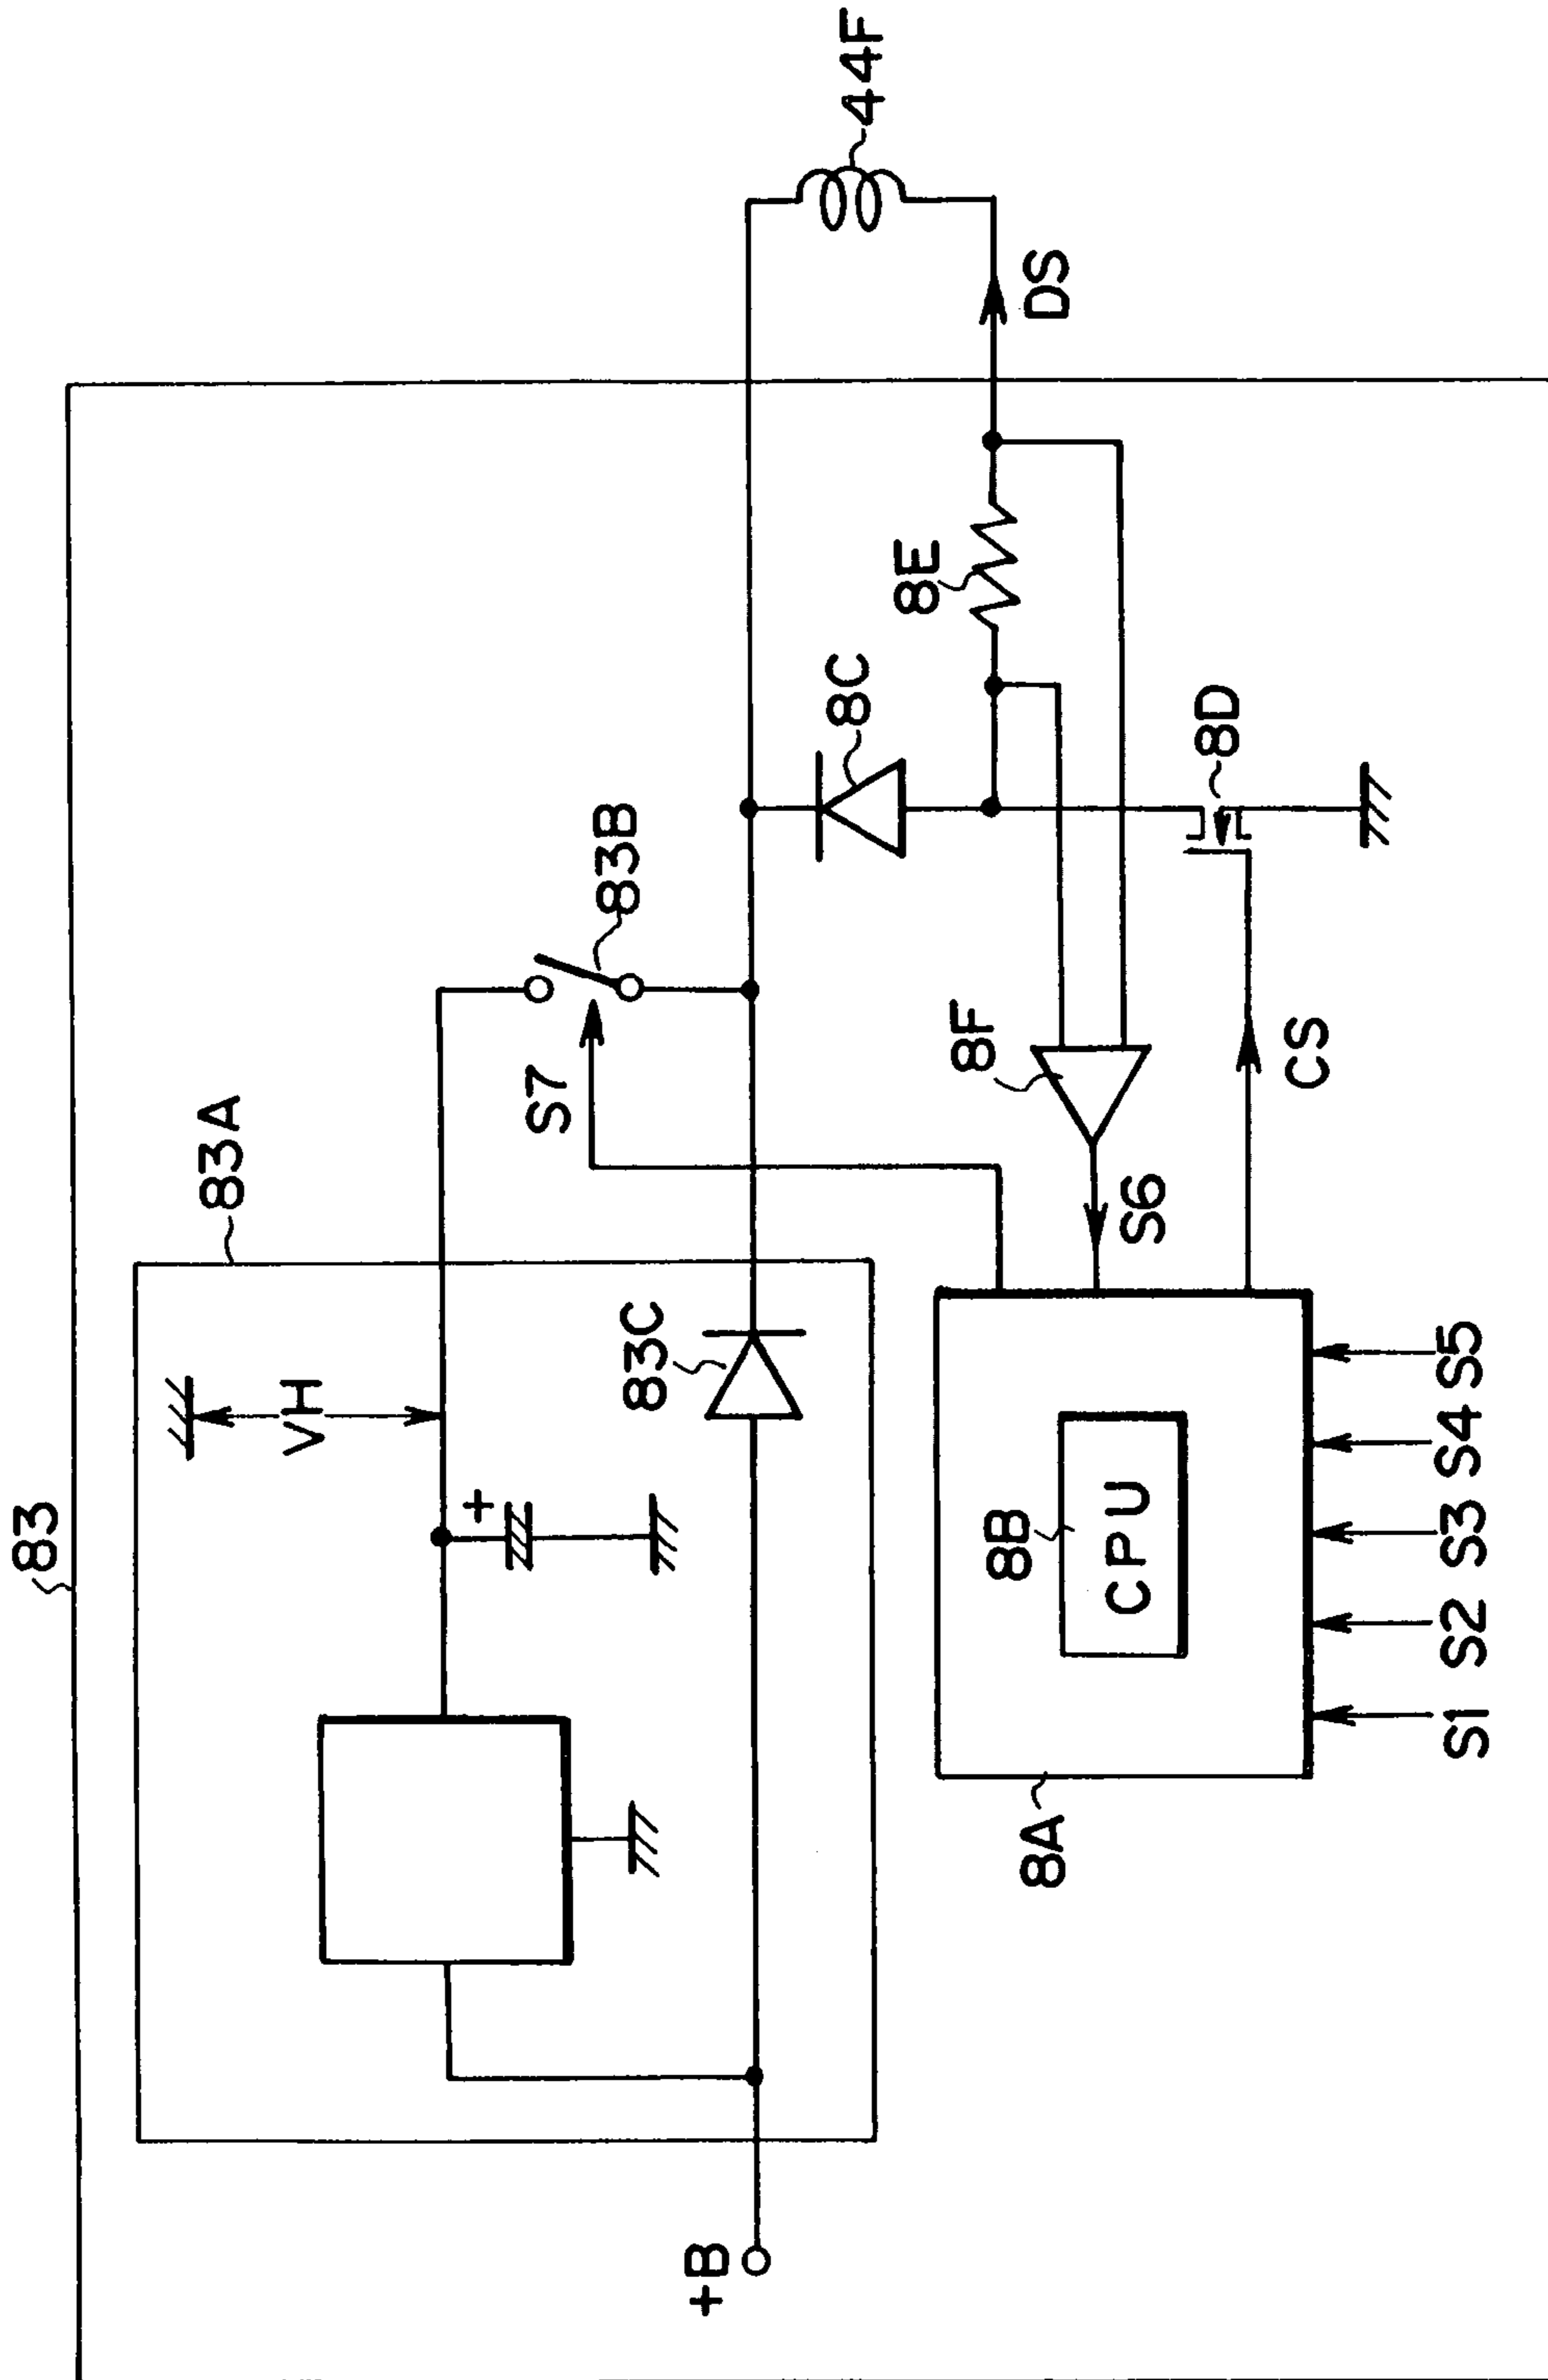 83
83A
VH
+
83B
S7
83C
+B
44F
8C
8E
DS
8F
8D
S6
CS
8A
8B
CPU
S1
S2
S3
S4
S5